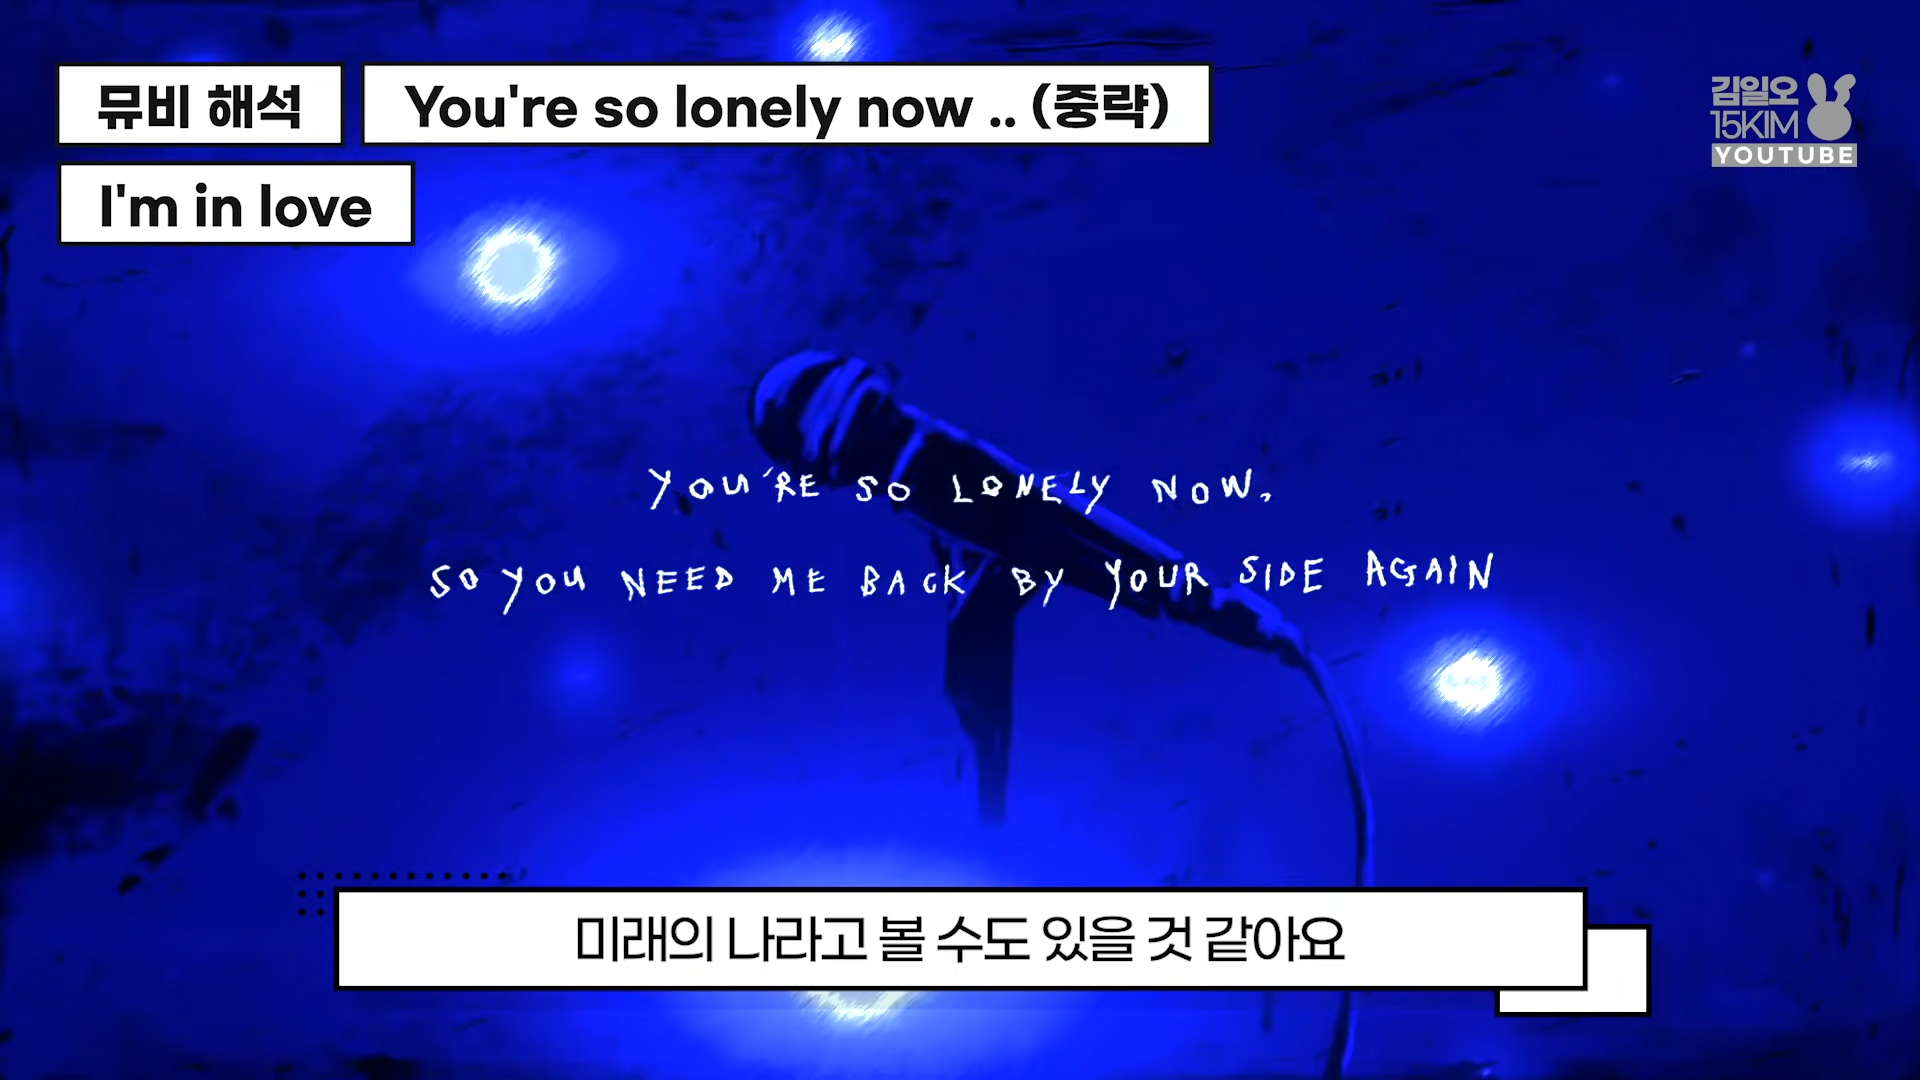 뮤비 해석
You're so lonely now .. (중략)
I'm in love
김일오
15KIM
YOUTUBE
YOU'RE SO LONELY NOW,
SO YOU NEED ME BACK BY YOUR SIDE AGAIN
미래의 나라고 볼 수도 있을 것 같아요